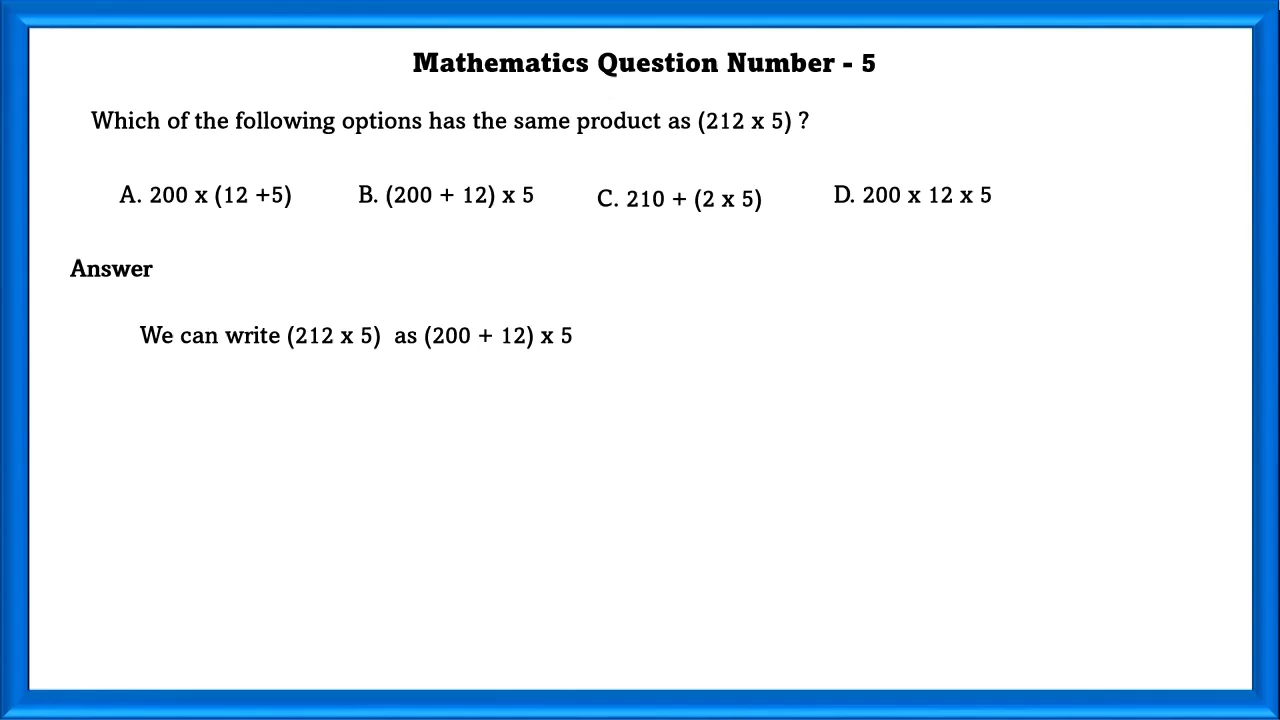 Mathematics Question Number - 5
Which of the following options has the same product as (212 x 5) ?
A. 200 x (12 +5) B. (200 + 12) x 5 C. 210 + (2 x 5) D. 200 x 12 x 5
Answer
We can write (212 x 5) as (200 + 12) x 5